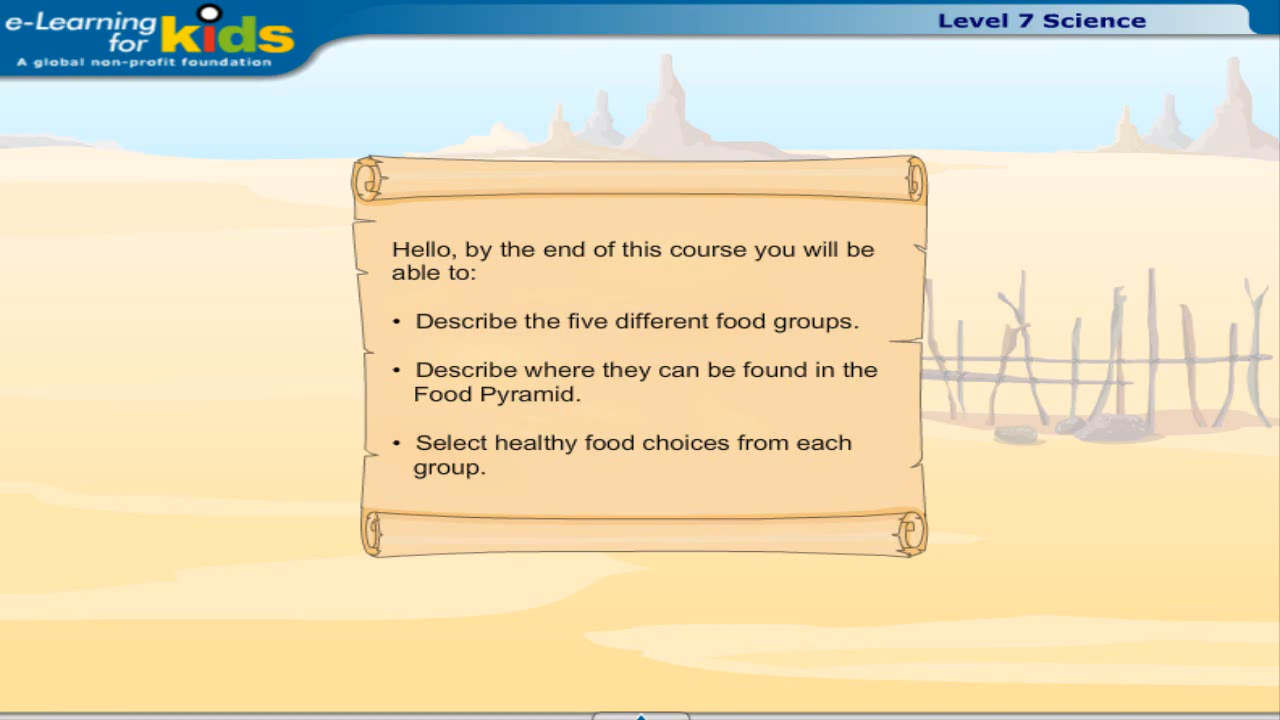 e-Learning
for kids
A global non-profit foundation
Level 7 Science
Hello, by the end of this course you will be
able to:
• Describe the five different food groups.
• Describe where they can be found in the
Food Pyramid.
• Select healthy food choices from each
group.